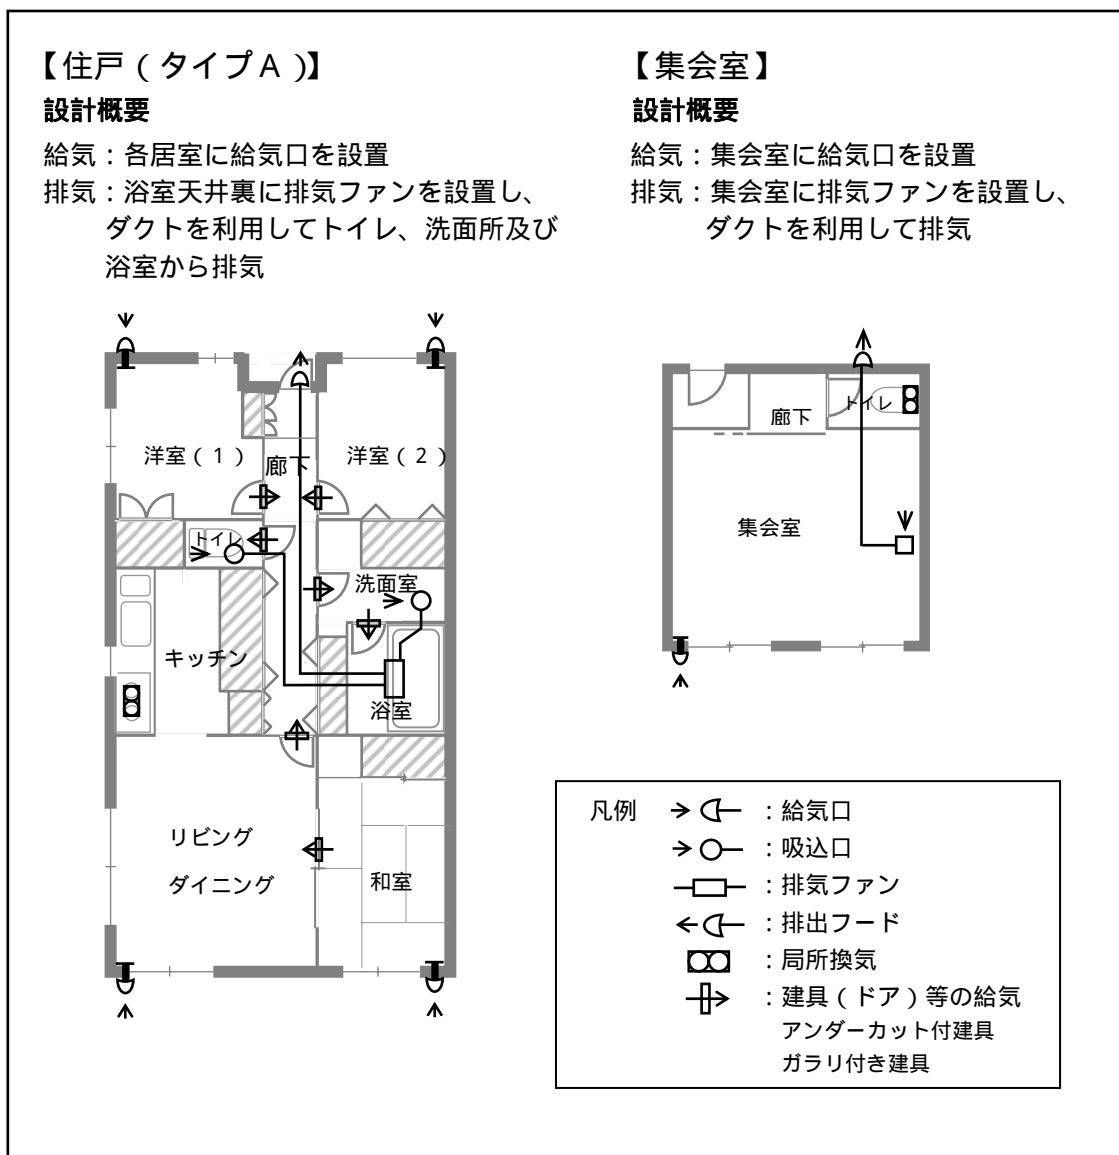 【住戸（タイプＡ）】
設計概要
給気：各居室に給気口を設置
排気：浴室天井裏に排気ファンを設置し、
ダクトを利用してトイレ、洗面所及び
浴室から排気
【集会室】
設計概要
給気：集会室に給気口を設置
排気：集会室に排気ファンを設置し、
ダクトを利用して排気
洋室（１）
廊下
洋室（２）
トイレ
洗面室
キッチン
浴室
リビング
ダイニング
和室
廊下
トイレ
集会室
凡例
：給気口
：吸込口
：排気ファン
：排出フード
：局所換気
：建具（ドア）等の給気
アンダーカット付建具
ガラリ付き建具